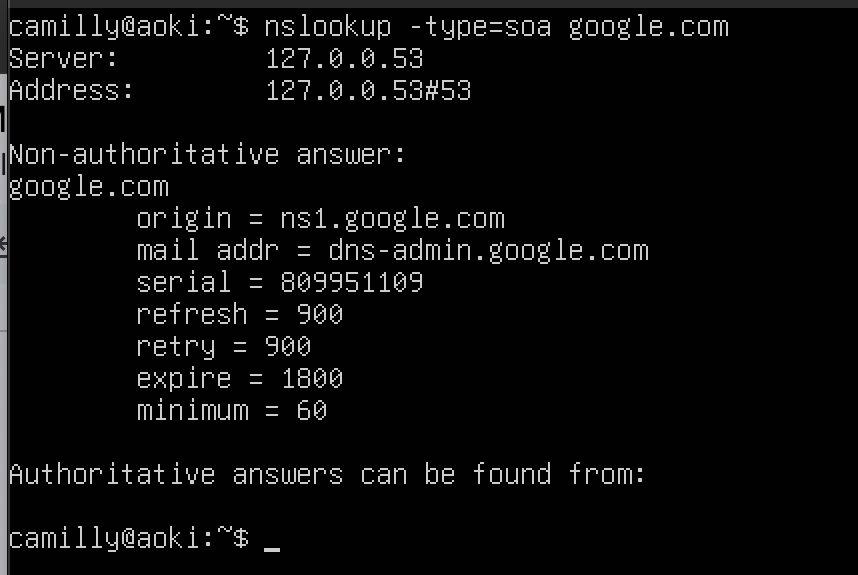 camilly@aoki:~$ nslookup -type=soa google.com
Server:         127.0.0.53
Address:        127.0.0.53#53

Non-authoritative answer:
google.com
        origin = ns1.google.com
        mail addr = dns-admin.google.com
        serial = 809951109
        refresh = 900
        retry = 900
        expire = 1800
        minimum = 60

Authoritative answers can be found from:

camilly@aoki:~$ _